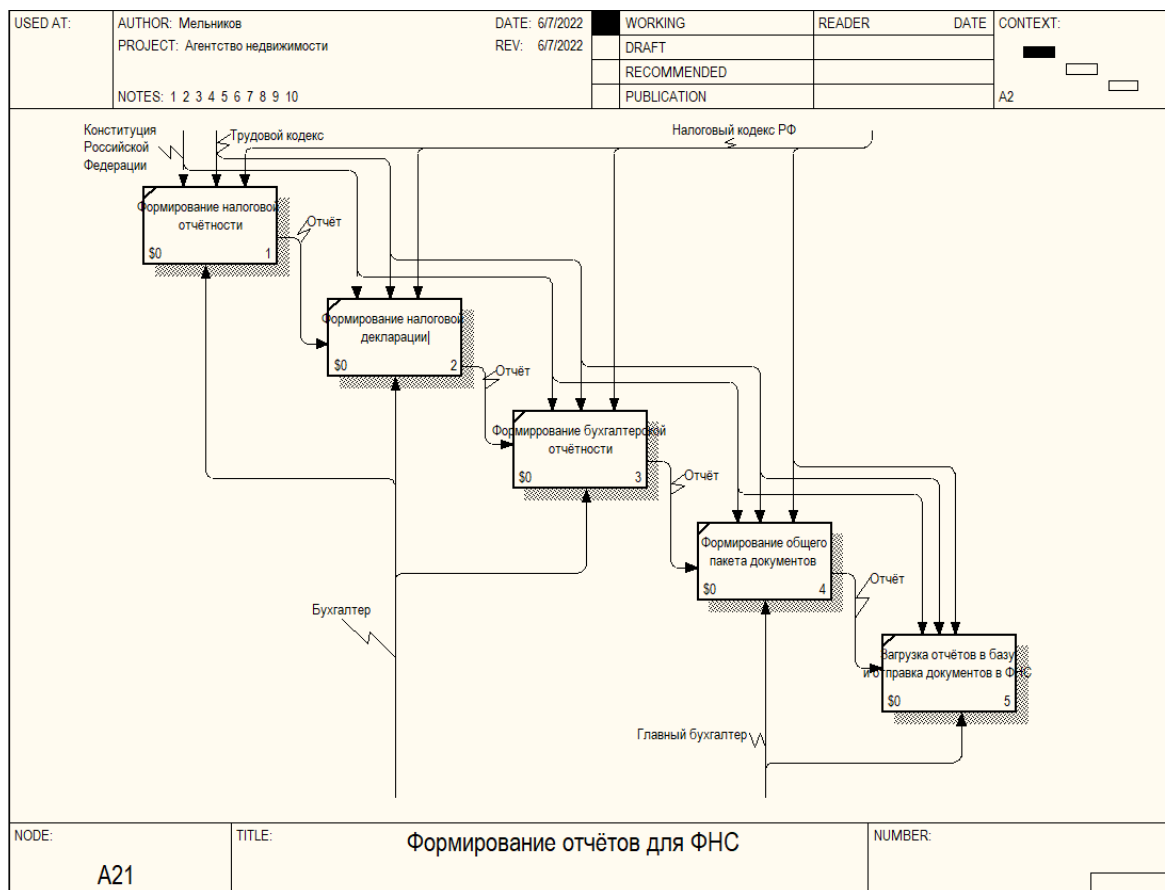 USED AT:
AUTHOR: Мельников
DATE: 6/7/2022
PROJECT: Агентство недвижимости
REV: 6/7/2022
NOTES: 1 2 3 4 5 6 7 8 9 10
WORKING
DRAFT
RECOMMENDED
PUBLICATION
READER DATE
CONTEXT:
A2
Конституция
Российской
Федерации
Трудовой кодекс
Налоговый кодекс РФ
Формирование налоговой
отчётности
$0 1
Отчёт
Формирование налоговой
декларации
$0 2
Отчёт
Формиррование бухгалтерской
отчётности
$0 3
Отчёт
Формирование общего
пакета документов
$0 4
Отчёт
Загрузка отчётов в базу
и отправка документов в ФНС
$0 5
Бухгалтер
Главный бухгалтер
NODE:
A21
TITLE:
Формирование отчётов для ФНС
NUMBER: